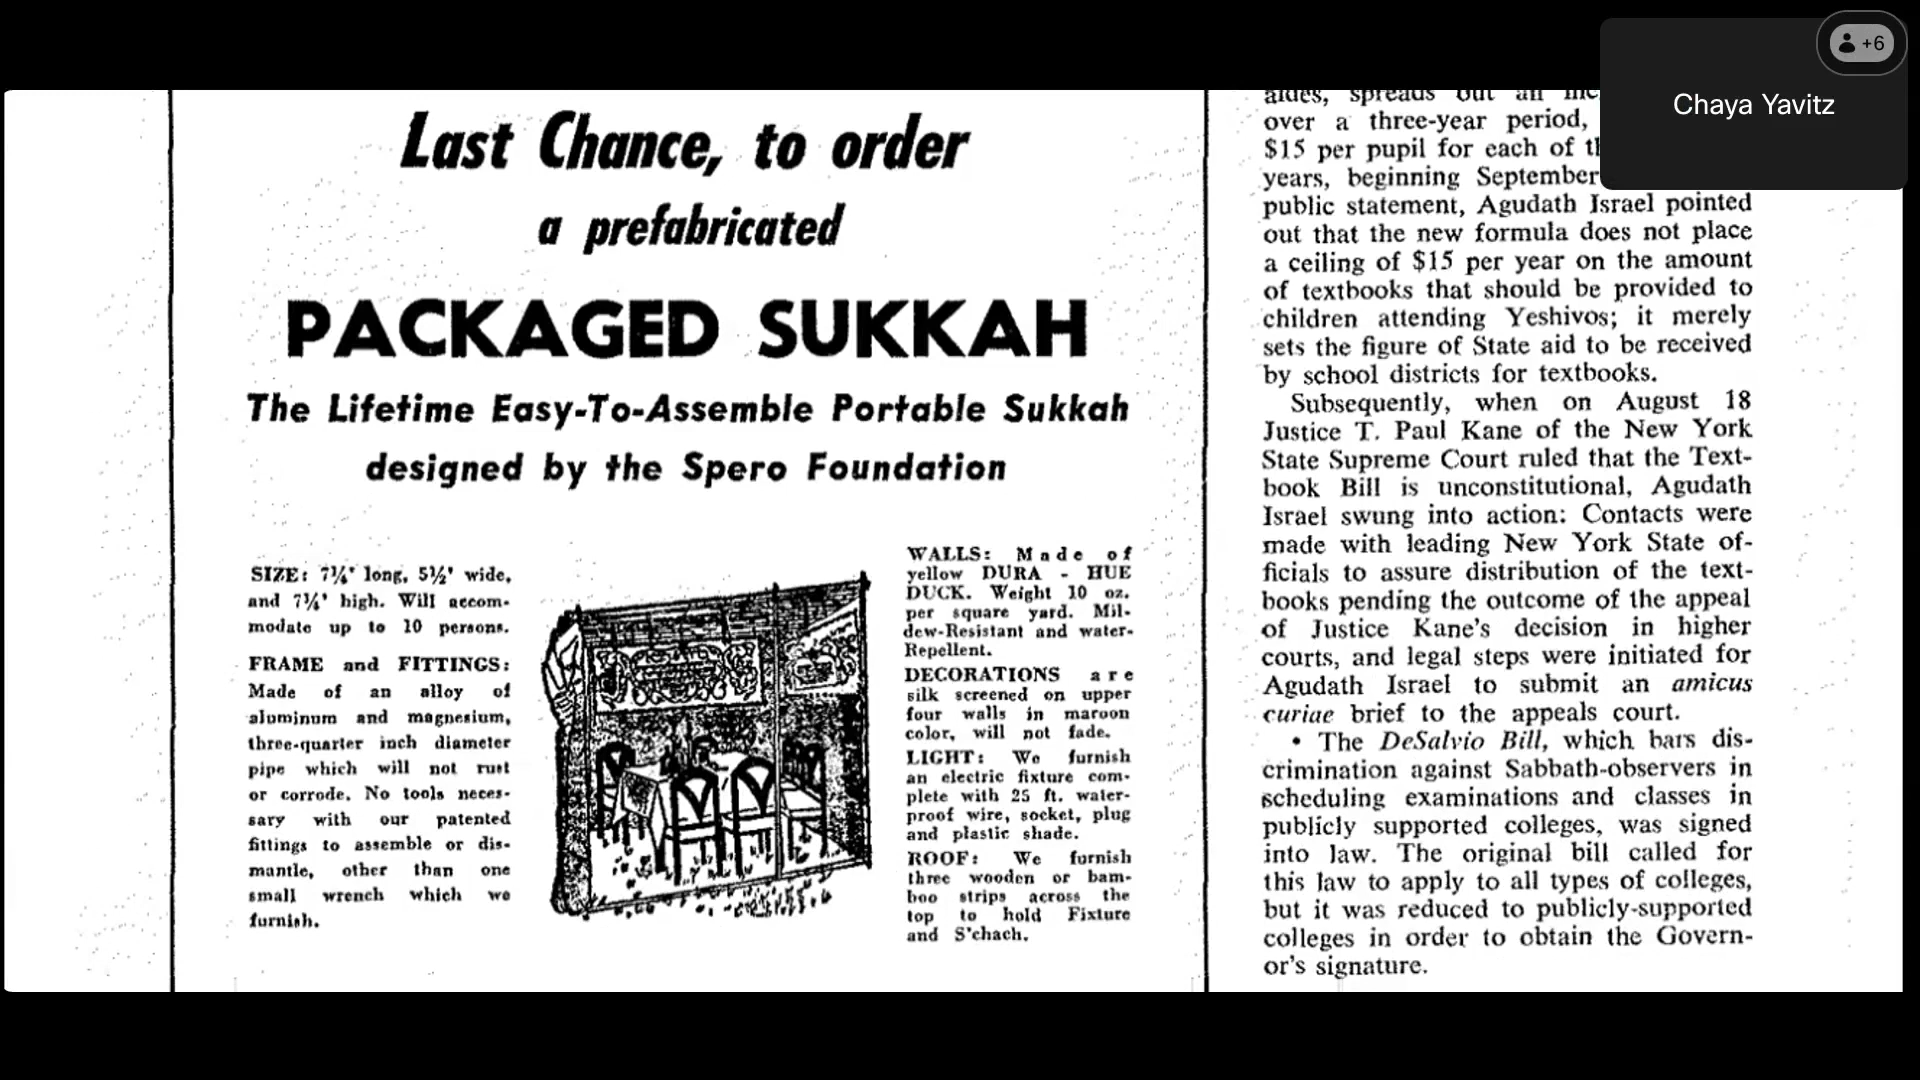 +6
Chaya Yavitz
Last Chance, to order
a prefabricated
PACKAGED SUKKAH
The Lifetime Easy-To-Assemble Portable Sukkah
designed by the Spero Foundation
SIZE: 7¼' long, 5½' wide,
and 7¼' high. Will accom-
modate up to 10 persons.
FRAME and FITTINGS:
Made of an alloy of
aluminum and magnesium,
three-quarter inch diameter
pipe which will not rust
or corrode. No tools neces-
sary with our patented
fittings to assemble or dis-
mantle, other than one
small wrench which we
furnish.
WALLS: Made of
yellow DURA - HUE
DUCK. Weight 10 oz.
per square yard. Mil-
dew-Resistant and water-
Repellent.
DECORATIONS are
silk screened on upper
four walls in maroon
color, will not fade.
LIGHT: We furnish
an electric fixture com-
plete with 25 ft. water-
proof wire, socket, plug
and plastic shade.
ROOF: We furnish
three wooden or bam-
boo strips across the
top to hold Fixture
and S'chach.
aides, spreads out an
over a three-year period,
$15 per pupil for each of
years, beginning September
public statement, Agudath Israel pointed
out that the new formula does not place
a ceiling of $15 per year on the amount
of textbooks that should be provided to
children attending Yeshivos; it merely
sets the figure of State aid to be received
by school districts for textbooks.
Subsequently, when on August 18
Justice T. Paul Kane of the New York
State Supreme Court ruled that the Text-
book Bill is unconstitutional, Agudath
Israel swung into action: Contacts were
made with leading New York State of-
ficials to assure distribution of the text-
books pending the outcome of the appeal
of Justice Kane's decision in higher
courts, and legal steps were initiated for
Agudath Israel to submit an amicus
curiae brief to the appeals court.
• The DeSalvio Bill, which bars dis-
crimination against Sabbath-observers in
scheduling examinations and classes in
publicly supported colleges, was signed
into law. The original bill called for
this law to apply to all types of colleges,
but it was reduced to publicly-supported
colleges in order to obtain the Govern-
or's signature.